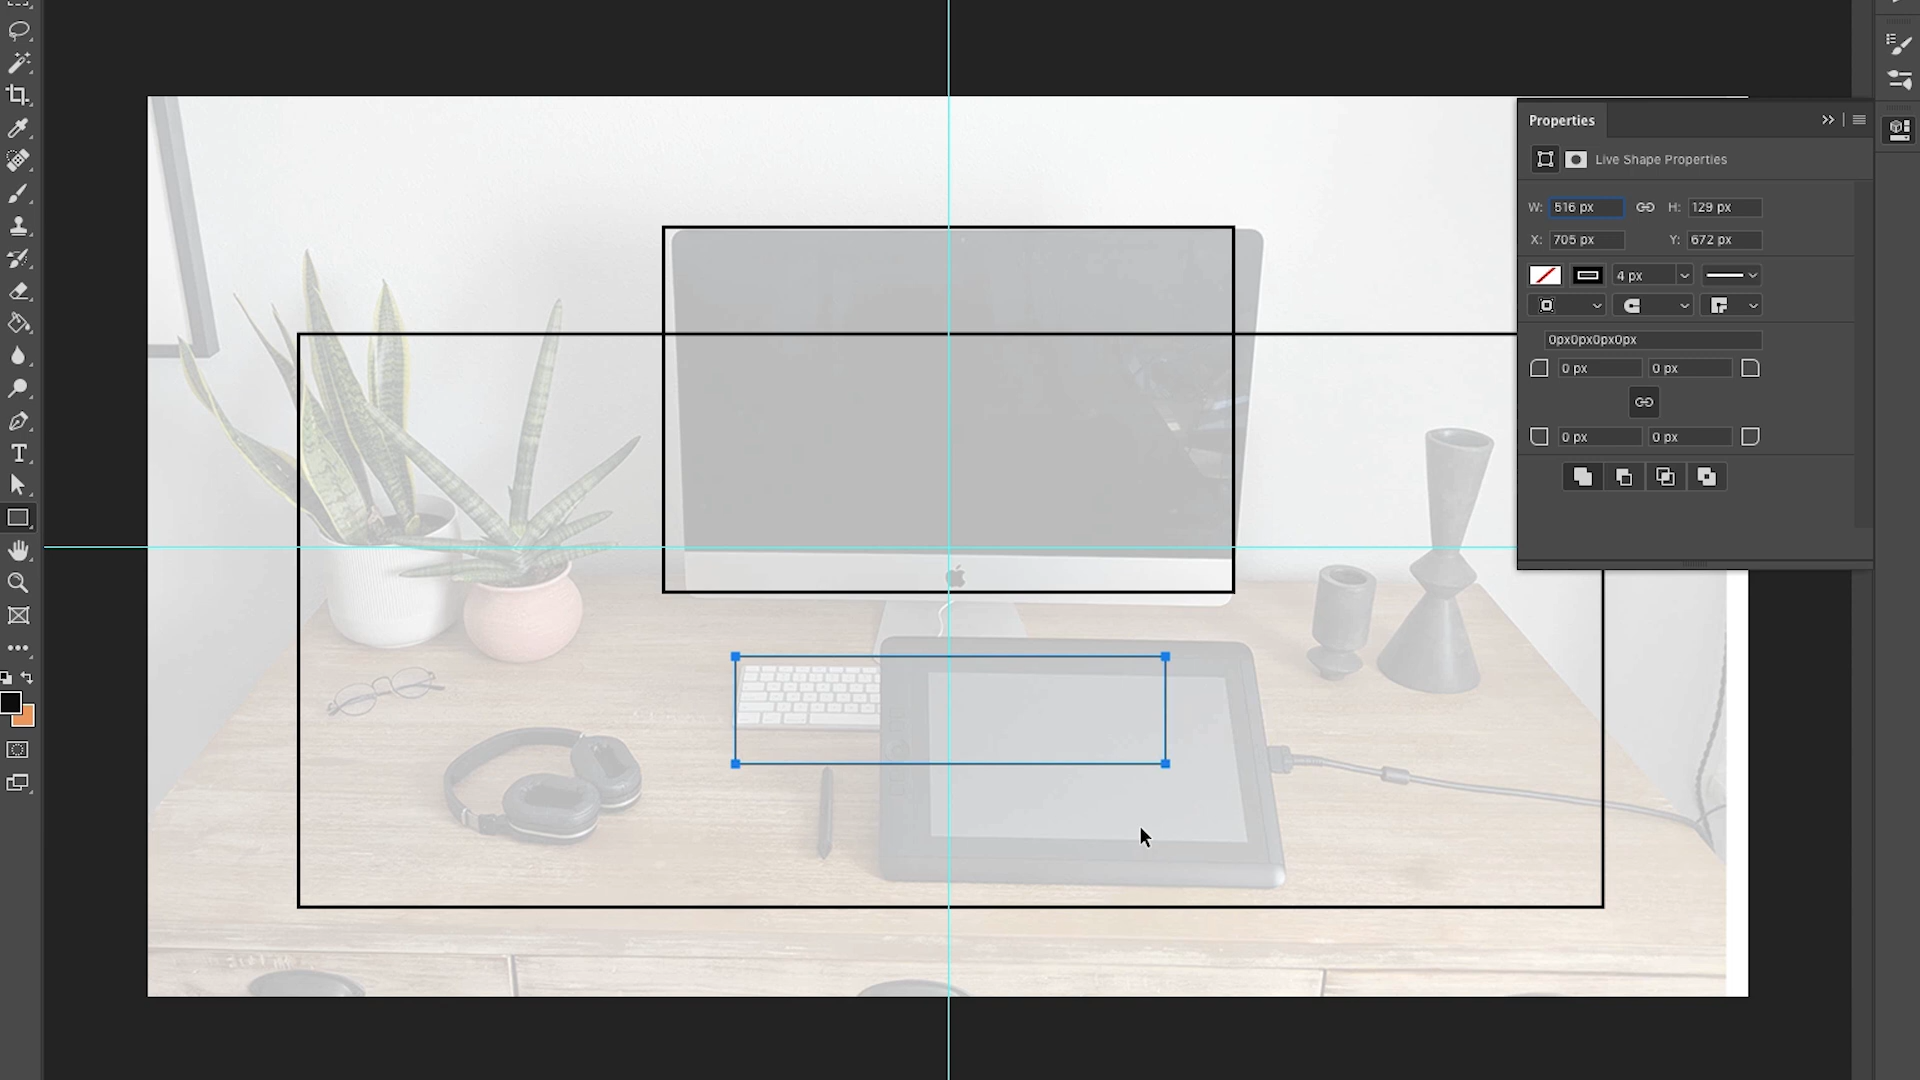 Properties
Live Shape Properties
W: 516 px H: 129 px
X: 705 px Y: 672 px
4 px
0px0px0px0px
0 px 0 px
0 px 0 px